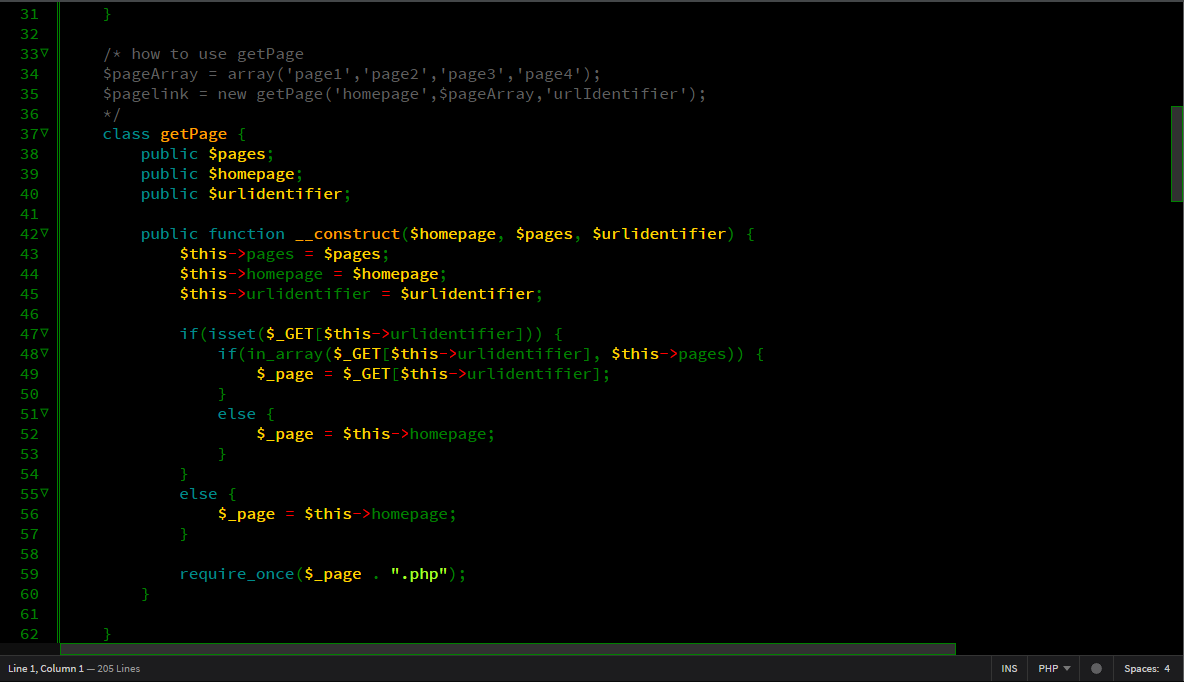 31 }
32
33 /* how to use getPage
34 $pageArray = array('page1','page2','page3','page4');
35 $pagelink = new getPage('homepage',$pageArray,'urlIdentifier');
36 */
37 class getPage {
38 public $pages;
39 public $homepage;
40 public $urlidentifier;
41
42 public function __construct($homepage, $pages, $urlidentifier) {
43 $this->pages = $pages;
44 $this->homepage = $homepage;
45 $this->urlidentifier = $urlidentifier;
46
47 if(isset($_GET[$this->urlidentifier])) {
48 if(in_array($_GET[$this->urlidentifier], $this->pages)) {
49 $_page = $_GET[$this->urlidentifier];
50 }
51 else {
52 $_page = $this->homepage;
53 }
54 }
55 else {
56 $_page = $this->homepage;
57 }
58
59 require_once($_page . ".php");
60 }
61
62 }
Line 1, Column 1 — 205 Lines INS PHP Spaces: 4